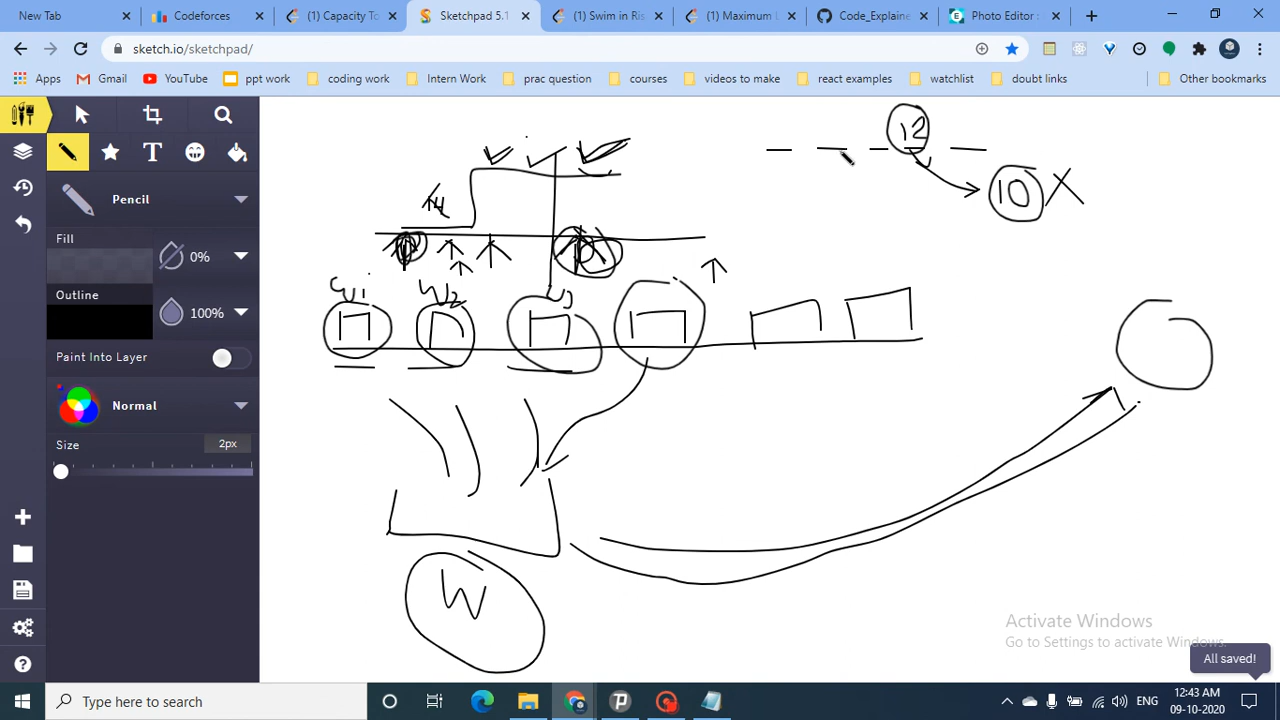 New Tab
Codeforces
(1) Capacity To
Sketchpad 5.1
(1) Swim in Ris
(1) Maximum L
Code_Explaine
Photo Editor :
sketch.io/sketchpad/
Apps
Gmail
YouTube
ppt work
coding work
Intern Work
prac question
courses
videos to make
react examples
watchlist
doubt links
Other bookmarks
Pencil
Fill
0%
Outline
100%
Paint Into Layer
Normal
Size
2px
12
10 X
14
w1
w2
w3
W
Activate Windows
Go to Settings to activate Windows.
All saved!
Type here to search
ENG
12:43 AM
09-10-2020